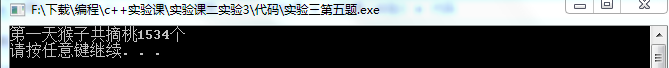 F:\下载\编程\c++实验课\实验课二实验3\代码\实验三第五题.exe
第一天猴子共摘桃1534个
请按任意键继续. . .